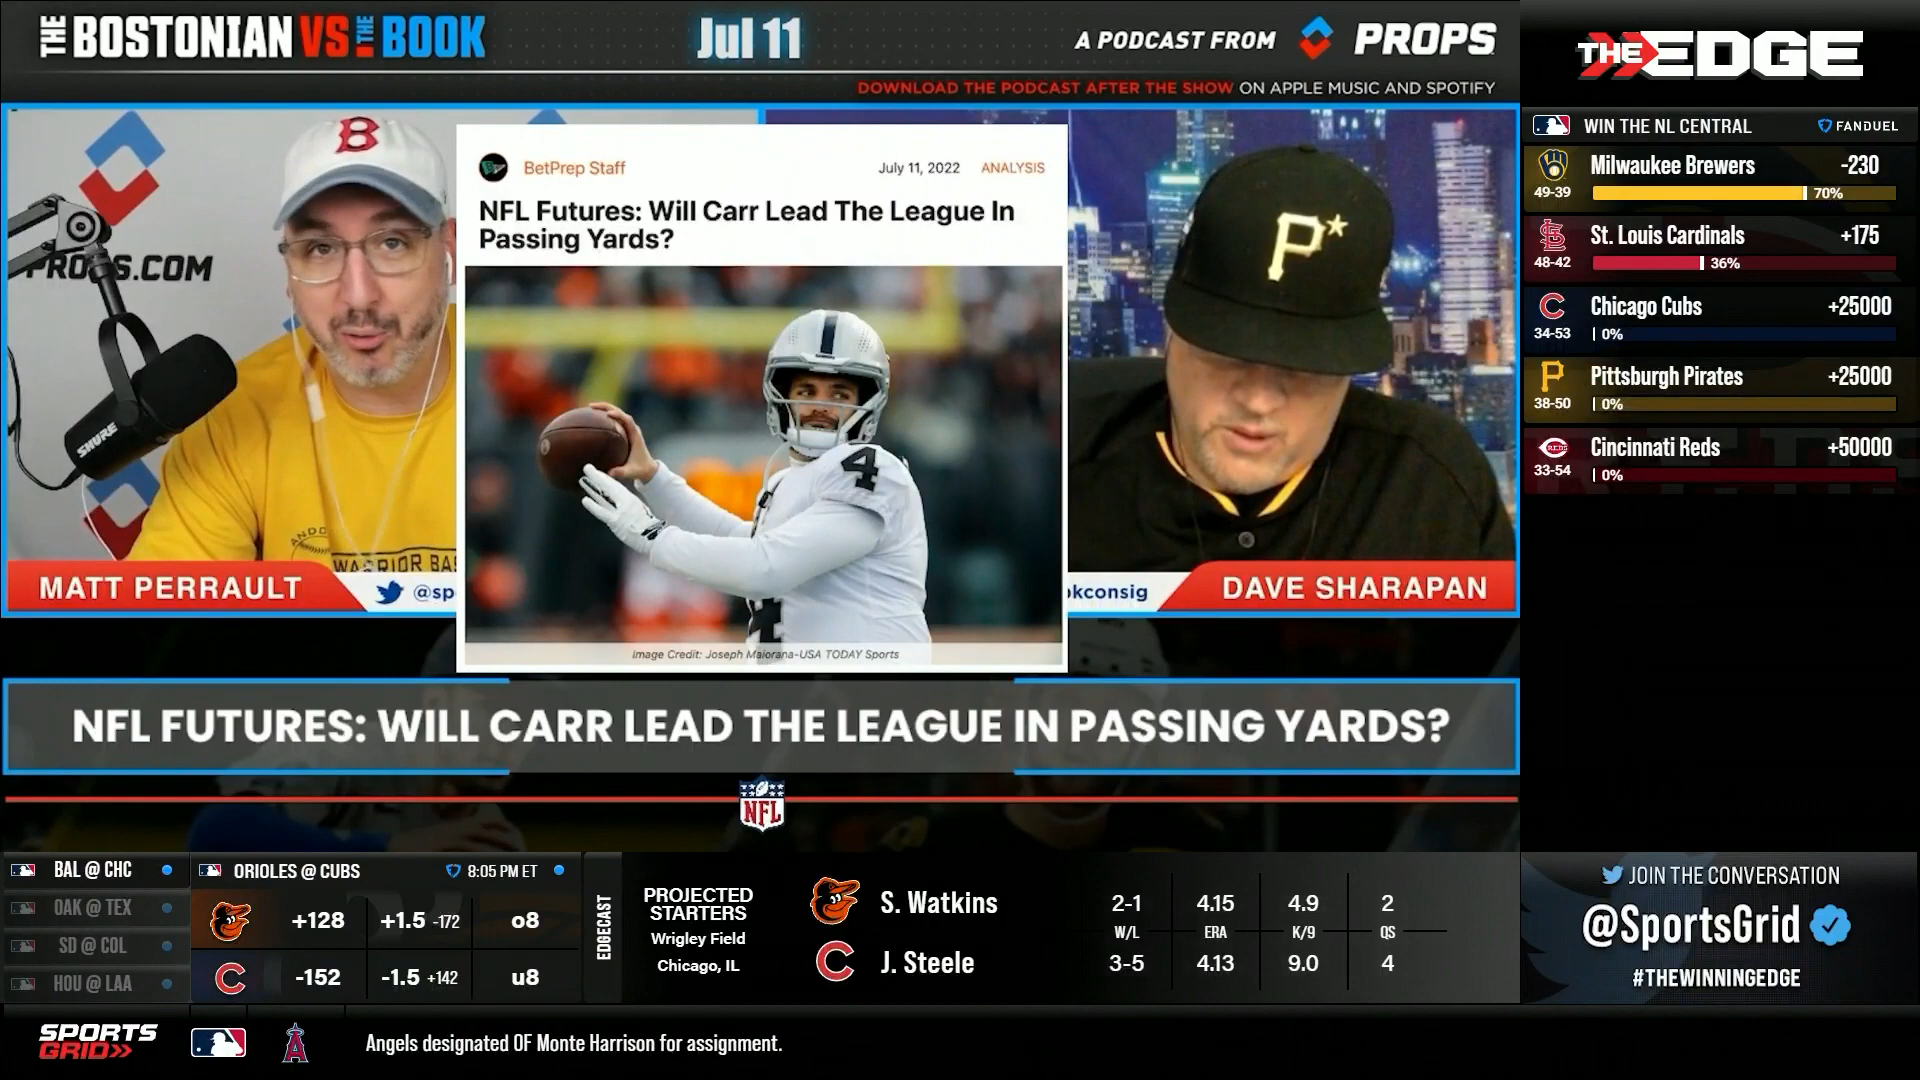 THE BOSTONIAN VS THE BOOK
Jul 11
A PODCAST FROM PROPS
DOWNLOAD THE PODCAST AFTER THE SHOW ON APPLE MUSIC AND SPOTIFY
THE EDGE
WIN THE NL CENTRAL FANDUEL
Milwaukee Brewers -230
49-39 70%
St. Louis Cardinals +175
48-42 36%
Chicago Cubs +25000
34-53 0%
Pittsburgh Pirates +25000
38-50 0%
Cincinnati Reds +50000
33-54 0%
B
PROPS.COM
SHURE
WARRIOR BAS
MATT PERRAULT
@sp
BetPrep Staff July 11, 2022 ANALYSIS
NFL Futures: Will Carr Lead The League In
Passing Yards?
4
Image Credit: Joseph Maiorana-USA TODAY Sports
P*
okconsig
DAVE SHARAPAN
NFL FUTURES: WILL CARR LEAD THE LEAGUE IN PASSING YARDS?
NFL
BAL @ CHC
OAK @ TEX
SD @ COL
HOU @ LAA
ORIOLES @ CUBS 8:05 PM ET
+128 +1.5 -172 o8
-152 -1.5 +142 u8
EDGECAST
PROJECTED
STARTERS
Wrigley Field
Chicago, IL
S. Watkins 2-1 4.15 4.9 2
W/L ERA K/9 QS
J. Steele 3-5 4.13 9.0 4
JOIN THE CONVERSATION
@SportsGrid
#THEWINNINGEDGE
SPORTS
GRID
Angels designated OF Monte Harrison for assignment.